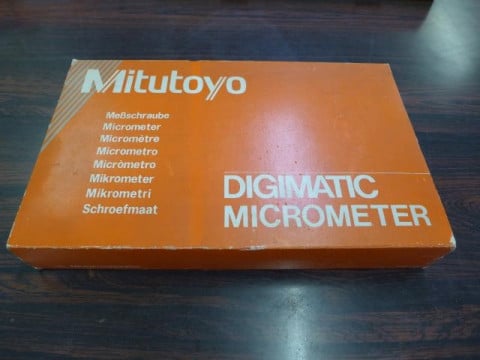 Mitutoyo
Meßschraube
Micrometer
Micromètre
Micrometro
Micròmetro
Mikrometer
Mikrometri
Schroefmaat
DIGIMATIC
MICROMETER